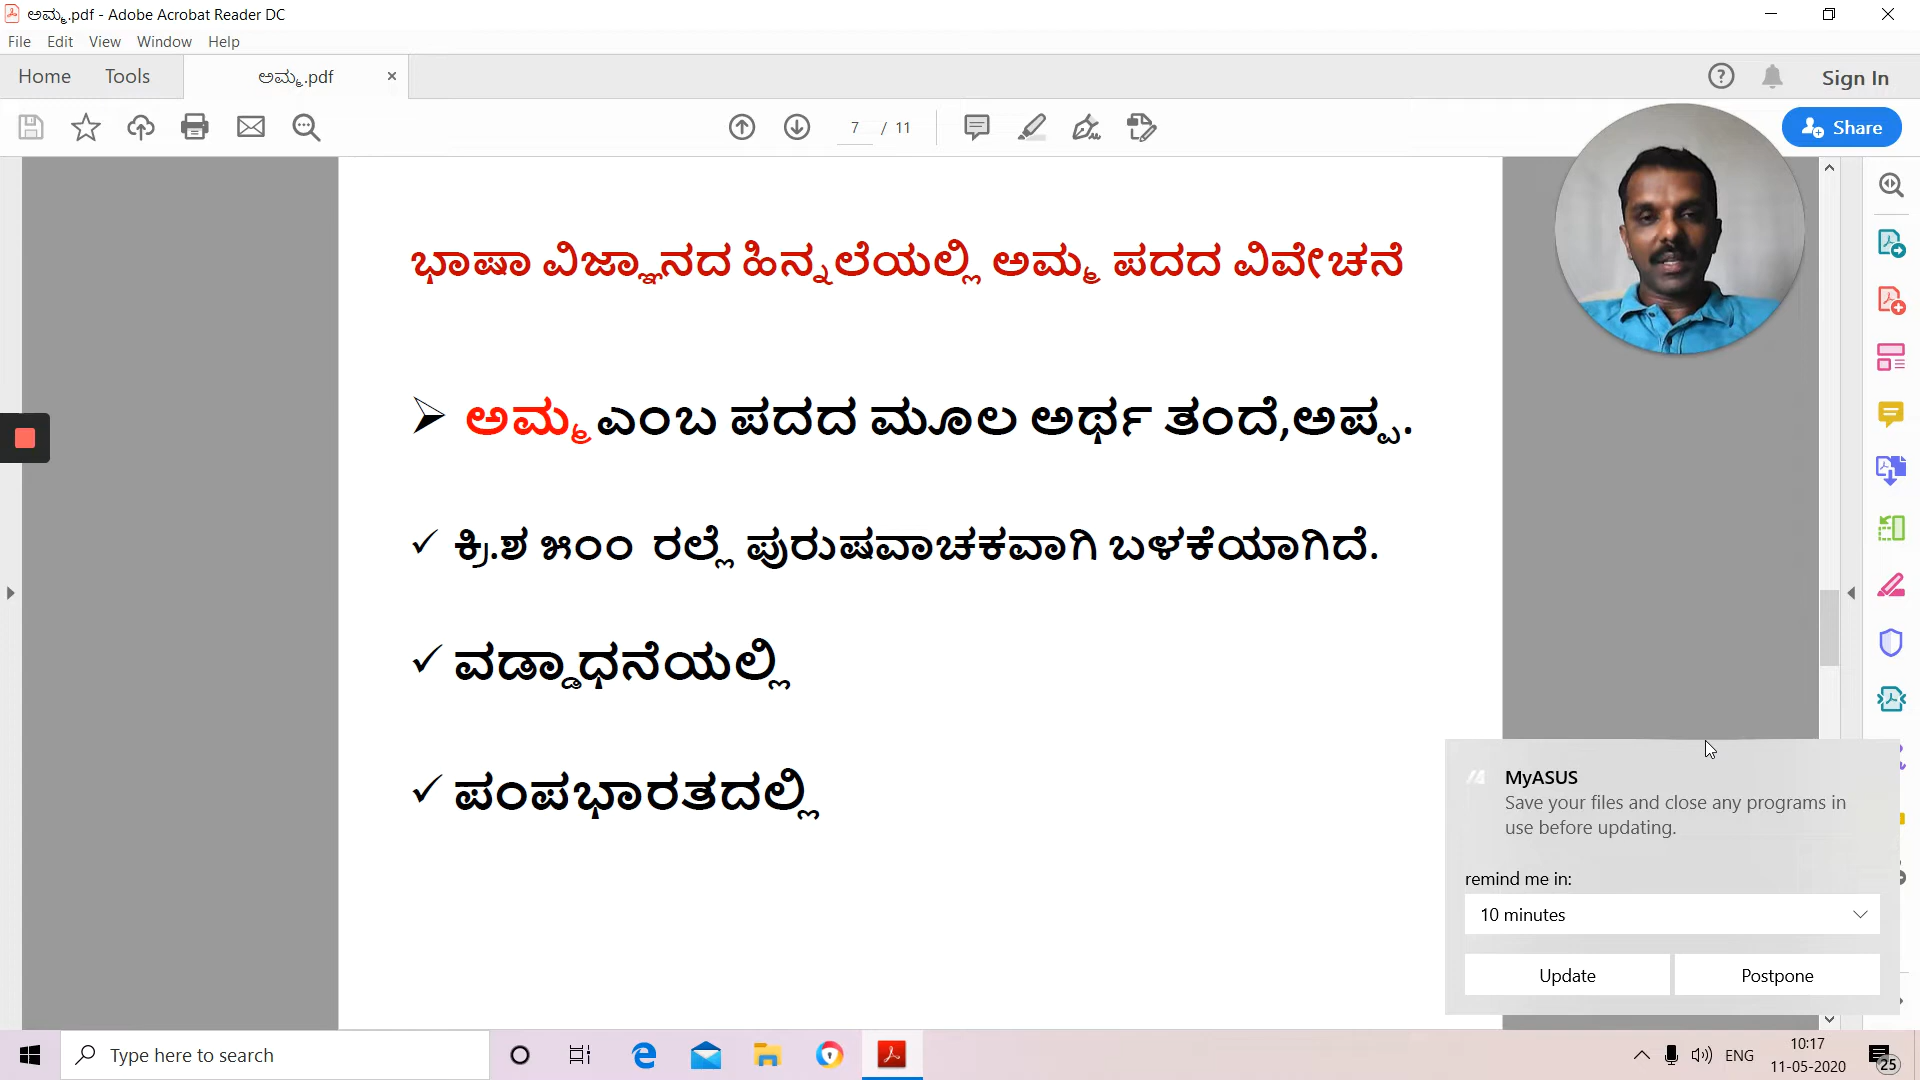 ಅಮ್ಮ.pdf - Adobe Acrobat Reader DC
File Edit View Window Help
Home Tools ಅಮ್ಮ.pdf × Sign In
7 / 11
Share
ಭಾಷಾ ವಿಜ್ಞಾನದ ಹಿನ್ನಲೆಯಲ್ಲಿ ಅಮ್ಮ ಪದದ ವಿವೇಚನೆ
➢ ಅಮ್ಮ ಎಂಬ ಪದದ ಮೂಲ ಅರ್ಥ ತಂದೆ,ಅಪ್ಪ.
✓ ಕ್ರಿ.ಶ ೫೦೦ ರಲ್ಲೆ ಪುರುಷವಾಚಕವಾಗಿ ಬಳಕೆಯಾಗಿದೆ.
✓ ವಡ್ಡಾಧನೆಯಲ್ಲಿ
✓ ಪಂಪಭಾರತದಲ್ಲಿ
MyASUS
Save your files and close any programs in
use before updating.
remind me in:
10 minutes
Update Postpone
Type here to search
ENG
10:17
11-05-2020
25